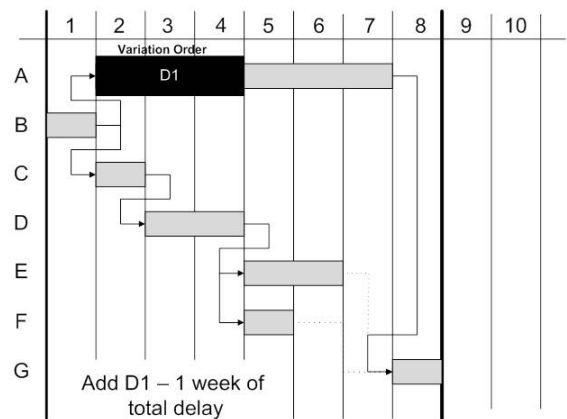 1 2 3 4 5 6 7 8 9 10
Variation Order
A
D1
B
C
D
E
F
G
Add D1 – 1 week of
total delay